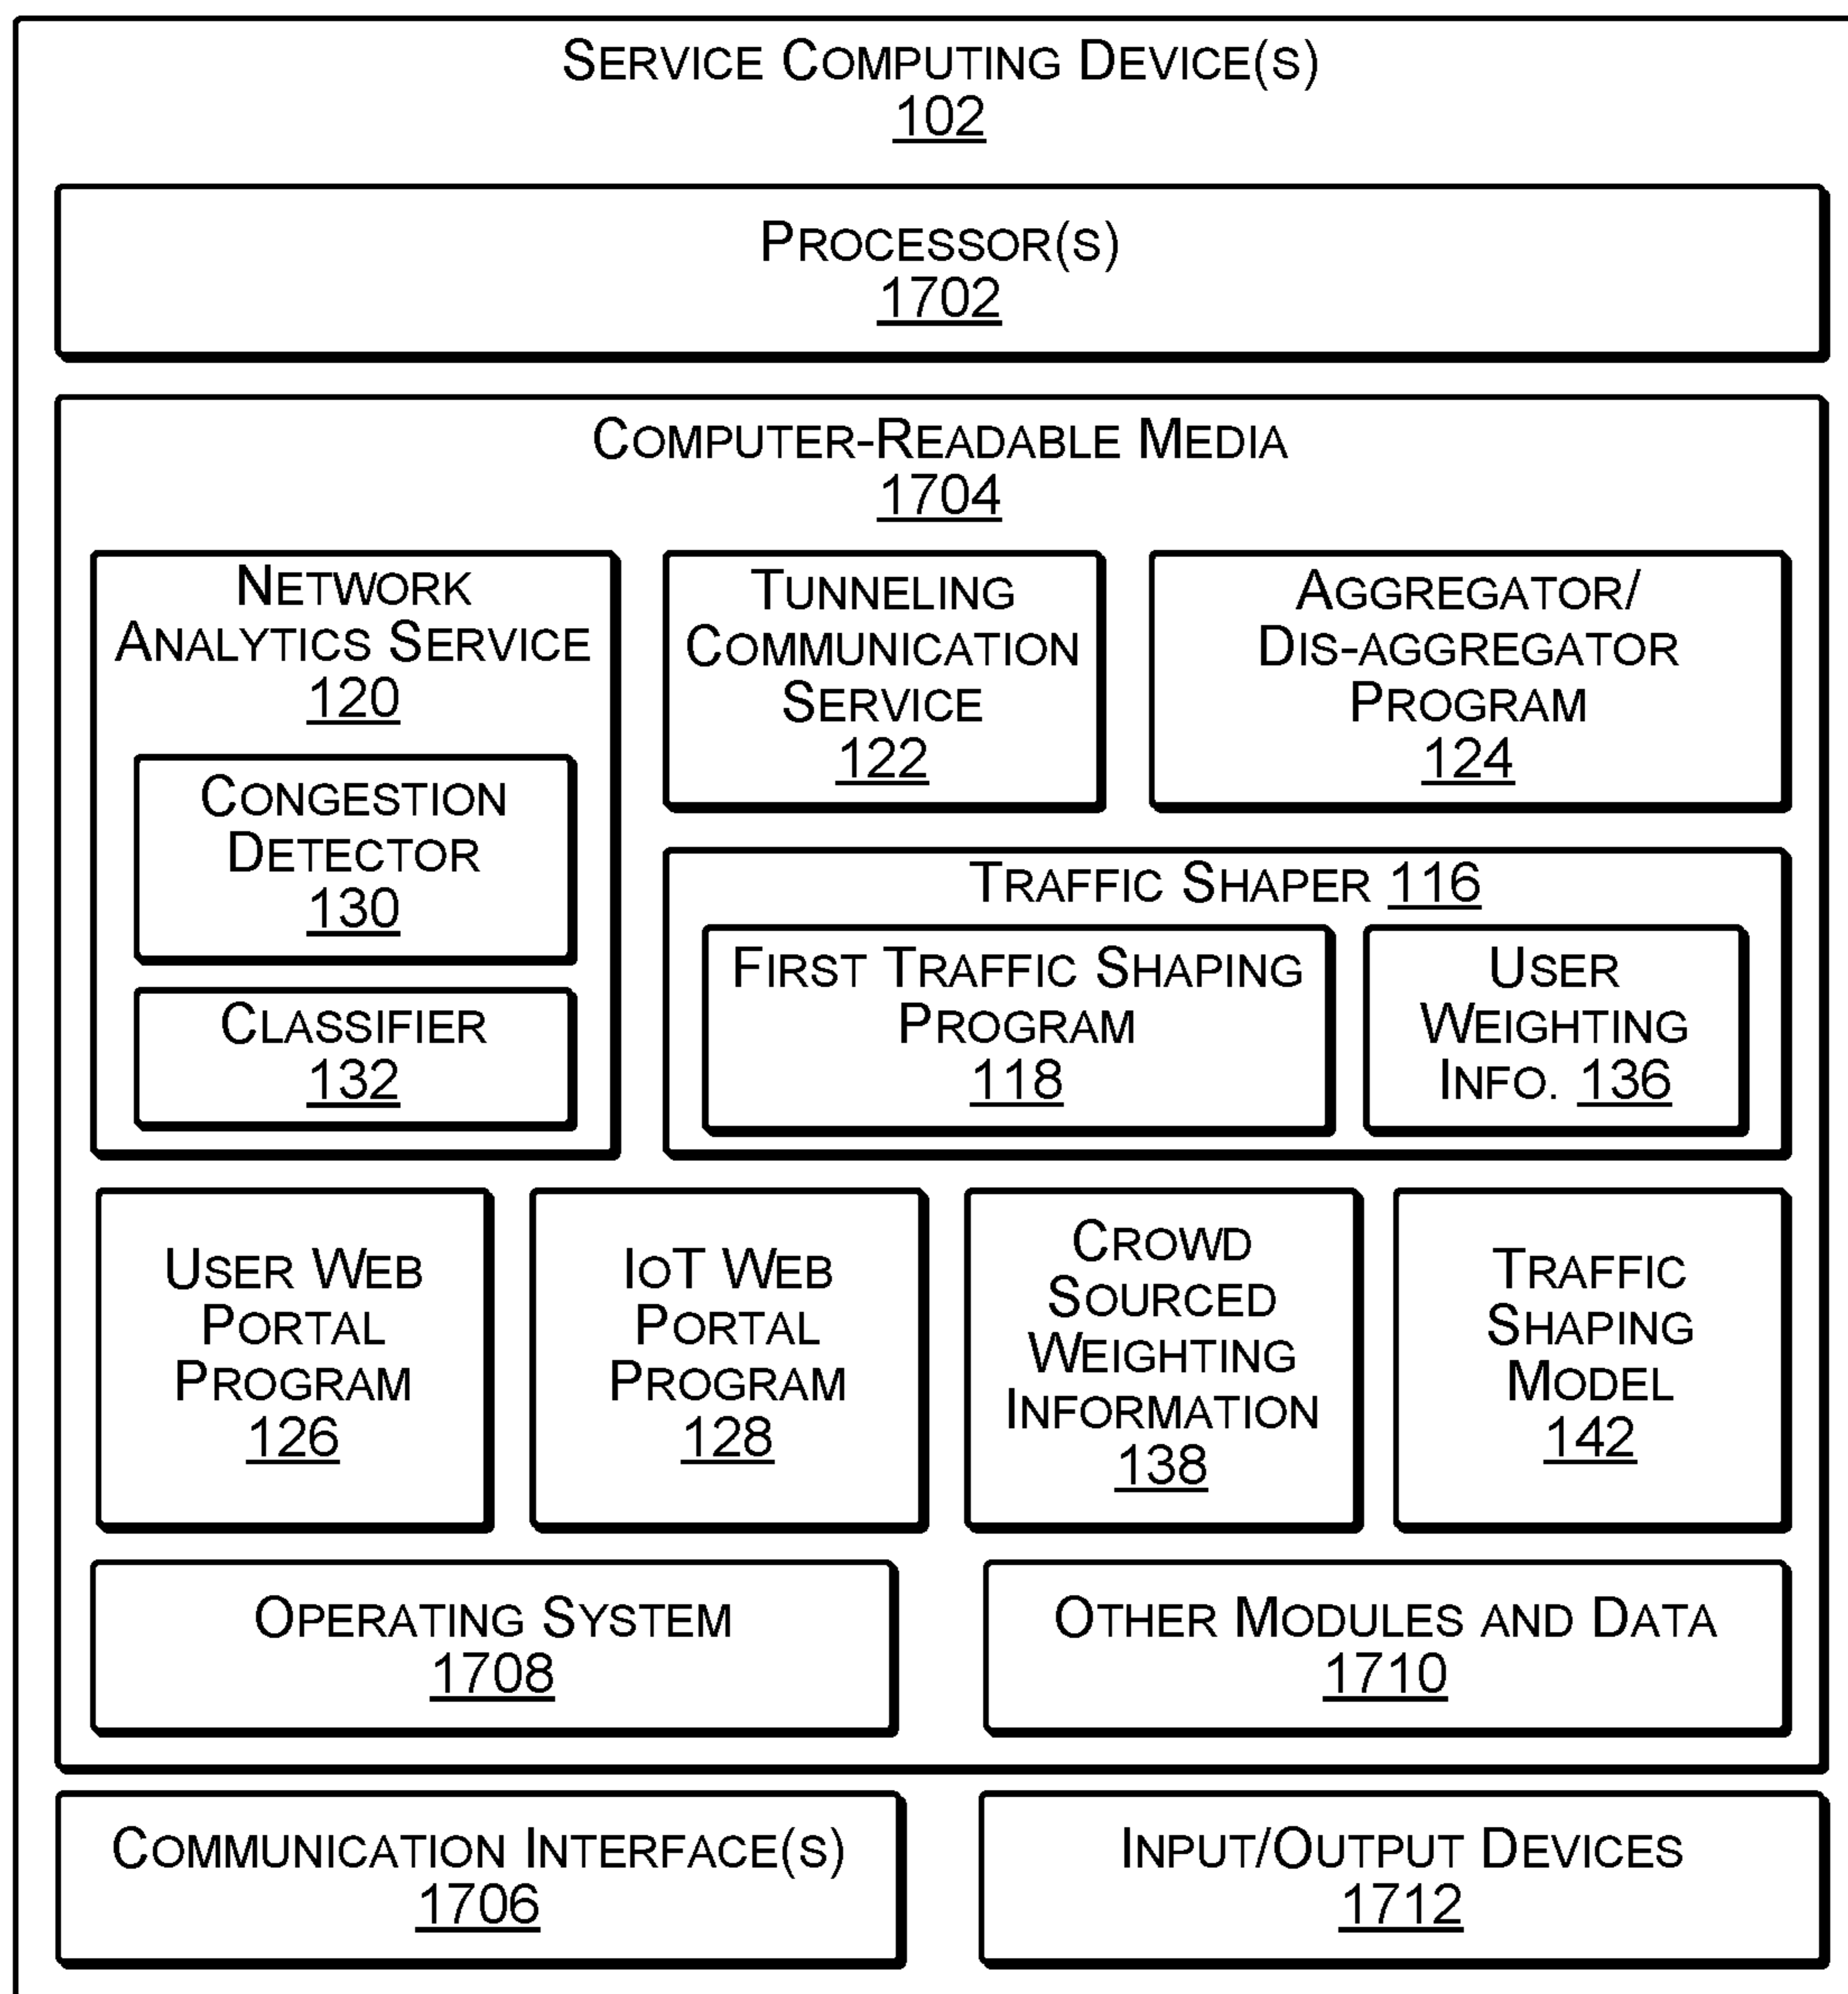 SERVICE COMPUTING DEVICE(S)
102
PROCESSOR(S)
1702
COMPUTER-READABLE MEDIA
1704
NETWORK
ANALYTICS SERVICE
120
CONGESTION
DETECTOR
130
CLASSIFIER
132
TUNNELING
COMMUNICATION
SERVICE
122
AGGREGATOR/
DIS-AGGREGATOR
PROGRAM
124
TRAFFIC SHAPER 116
FIRST TRAFFIC SHAPING
PROGRAM
118
USER
WEIGHTING
INFO. 136
USER WEB
PORTAL
PROGRAM
126
IOT WEB
PORTAL
PROGRAM
128
CROWD
SOURCED
WEIGHTING
INFORMATION
138
TRAFFIC
SHAPING
MODEL
142
OPERATING SYSTEM
1708
OTHER MODULES AND DATA
1710
COMMUNICATION INTERFACE(S)
1706
INPUT/OUTPUT DEVICES
1712